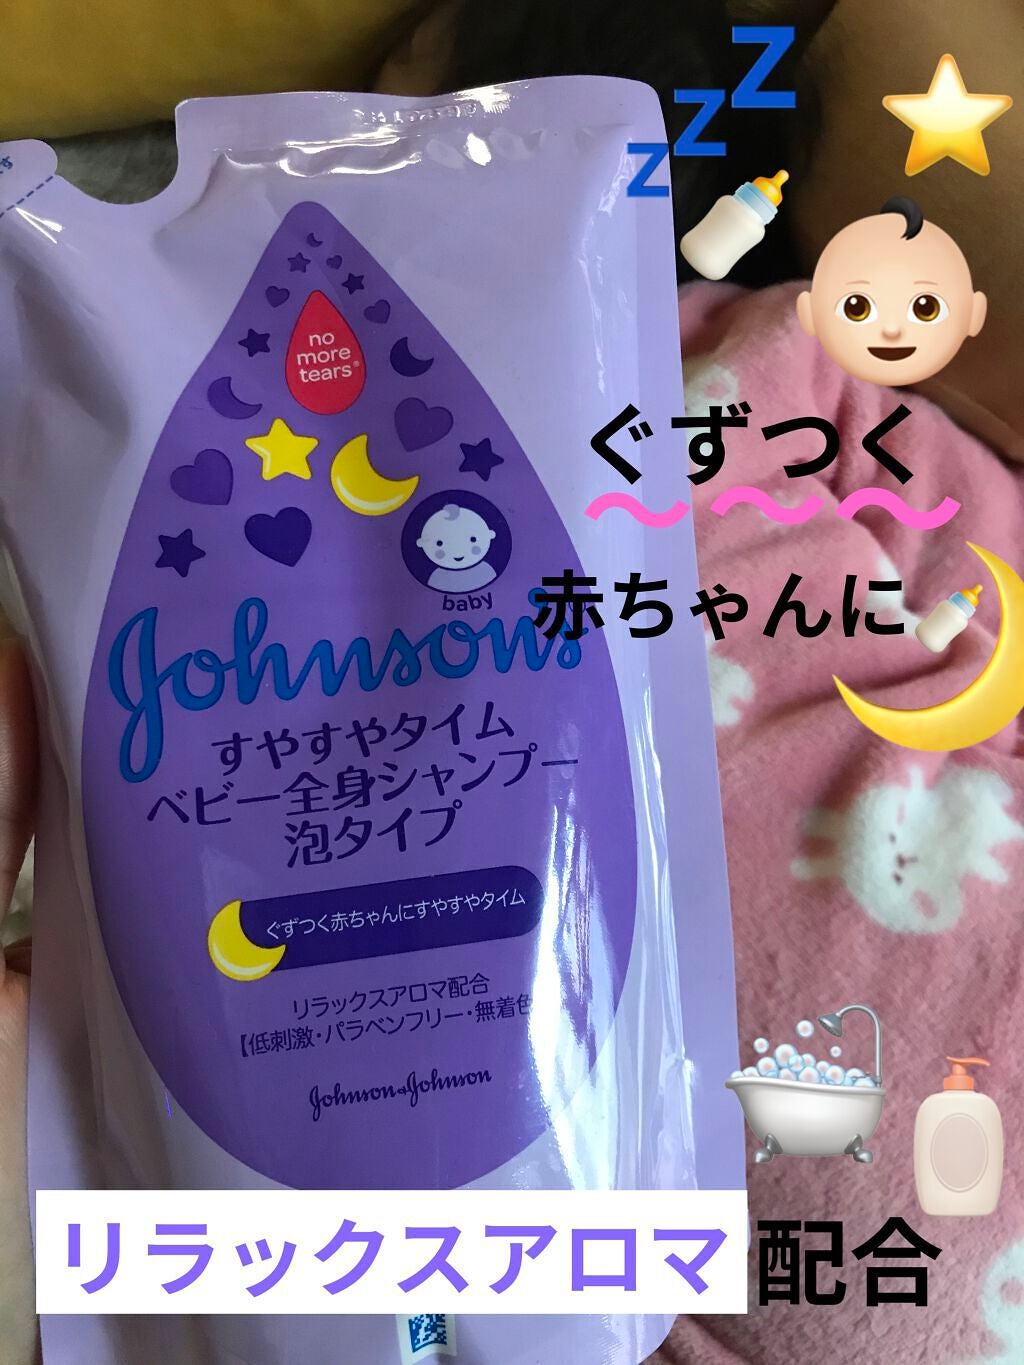 no
more
tears®
baby
Johnson's
すやすやタイム
ベビー全身シャンプー
泡タイプ
ぐずつく赤ちゃんにすやすやタイム
リラックスアロマ配合
【低刺激・パラベンフリー・無着色
Johnson&Johnson
ZZZ
ぐずつく
〜〜〜
赤ちゃんに
リラックスアロマ配合